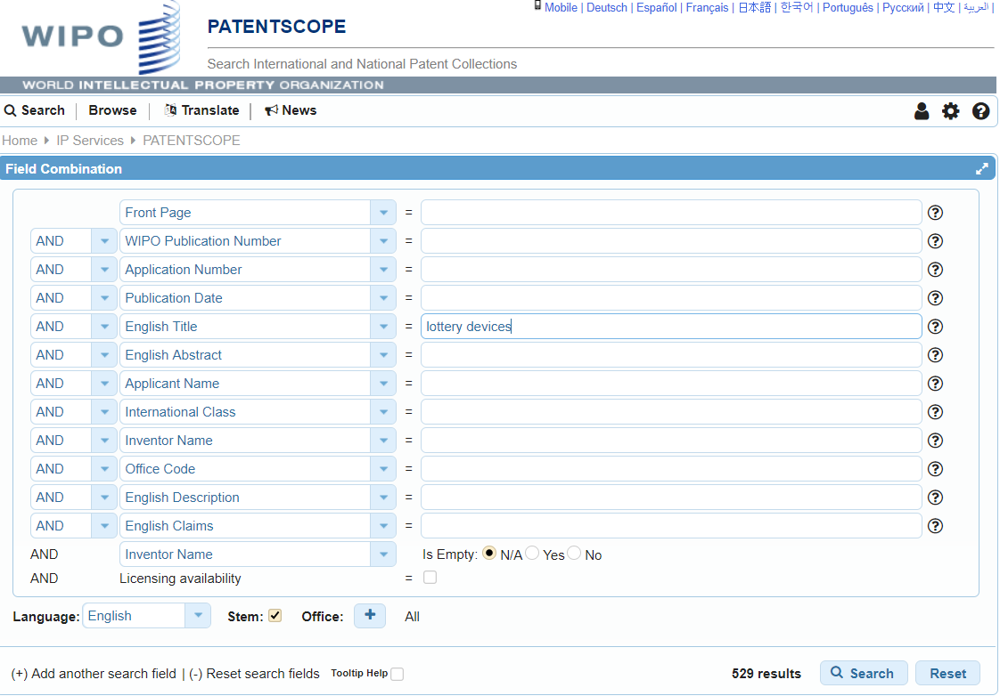 Mobile | Deutsch | Español | Français | 日本語 | 한국어 | Português | Русский | 中文 | العربية |
WIPO
PATENTSCOPE
Search International and National Patent Collections
WORLD INTELLECTUAL PROPERTY ORGANIZATION
Search | Browse | Translate | News
Home IP Services PATENTSCOPE
Field Combination
Front Page =
AND WIPO Publication Number =
AND Application Number =
AND Publication Date =
AND English Title = lottery devices
AND English Abstract =
AND Applicant Name =
AND International Class =
AND Inventor Name =
AND Office Code =
AND English Description =
AND English Claims =
AND Inventor Name Is Empty: N/A Yes No
AND Licensing availability =
Language: English Stem: Office: + All
(+) Add another search field | (-) Reset search fields Tooltip Help 529 results Search Reset